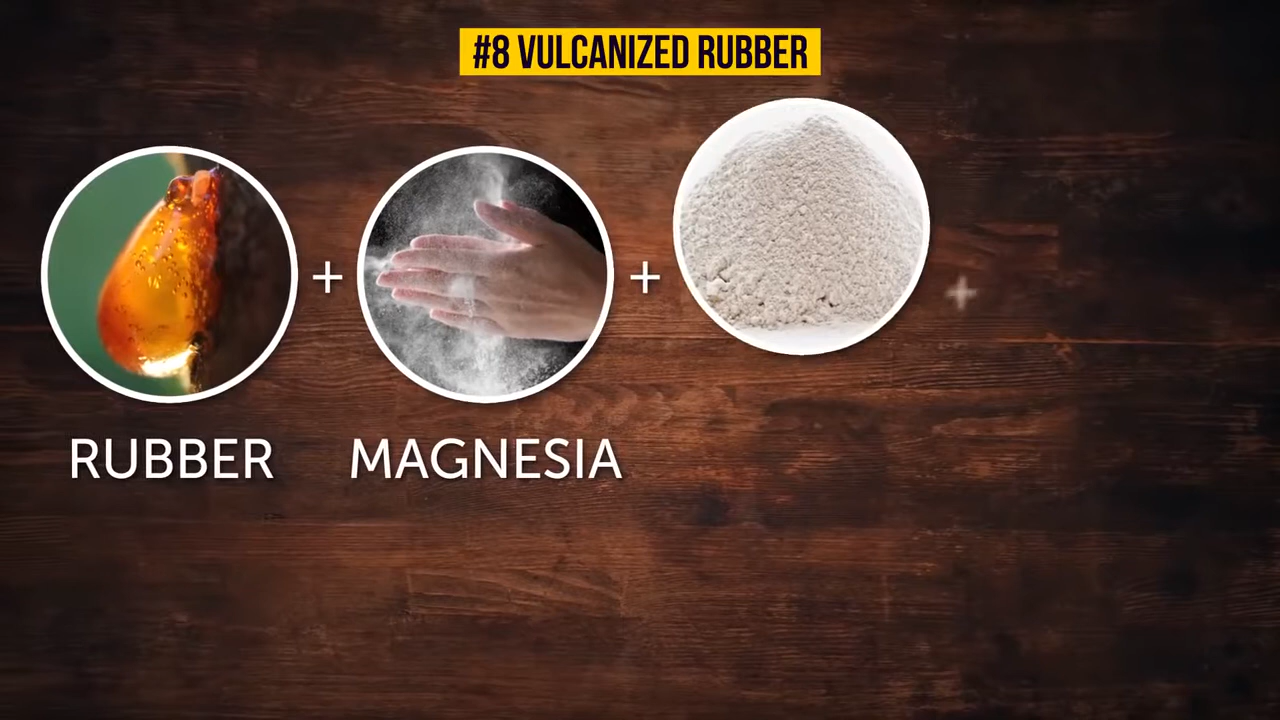 #8 VULCANIZED RUBBER
+ + +
RUBBER MAGNESIA